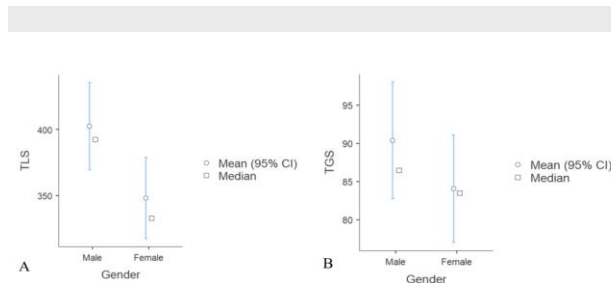 TLS
400
350
Male
Female
Gender
Mean (95% CI)
Median
A
TGS
95
90
85
80
Male
Female
Gender
Mean (95% CI)
Median
B